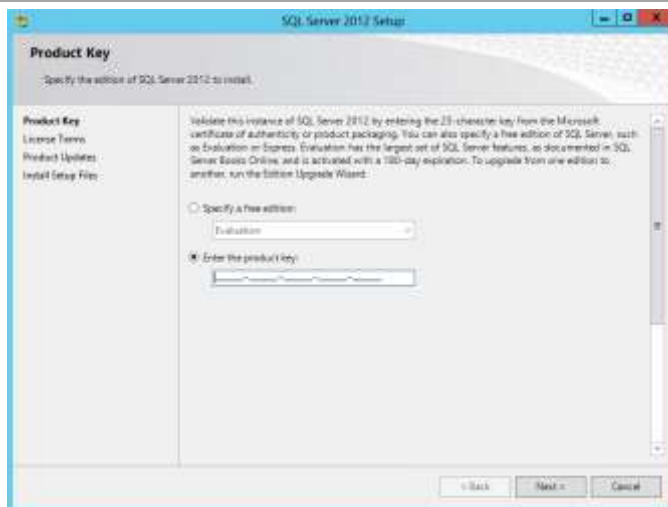 SQL Server 2012 Setup
Product Key
Specify the edition of SQL Server 2012 to install.
Product Key
License Terms
Product Updates
Install Setup Files
Validate this instance of SQL Server 2012 by entering the 25-character key from the Microsoft
certificate of authenticity or product packaging. You can also specify a free edition of SQL Server, such
as Evaluation or Express. Evaluation has the largest set of SQL Server features, as documented in SQL
Server Books Online, and is activated with a 180-day expiration. To upgrade from one edition to
another, run the Edition Upgrade Wizard.
Specify a free edition:
Evaluation
Enter the product key:
_____-_____-_____-_____-_____
< Back
Next >
Cancel